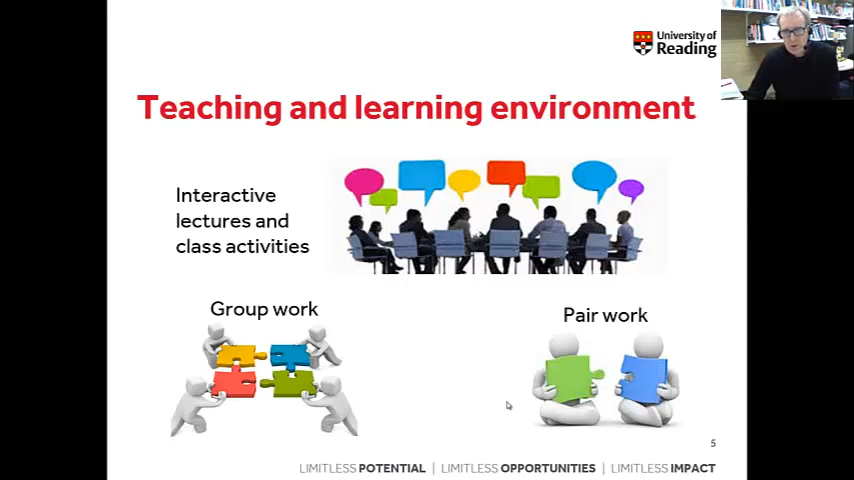 University of
Reading
Teaching and learning environment
Interactive
lectures and
class activities
Group work
Pair work
5
LIMITLESS POTENTIAL | LIMITLESS OPPORTUNITIES | LIMITLESS IMPACT